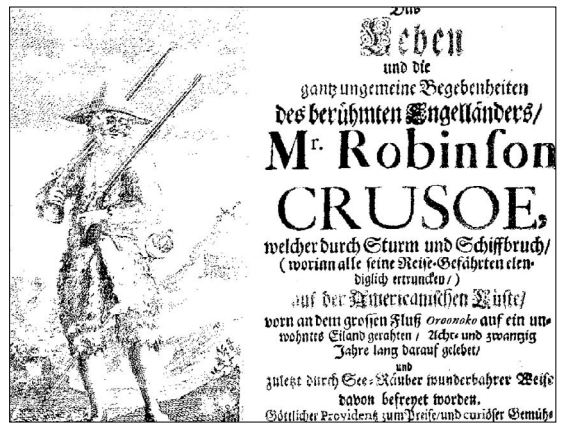 Das
Leben
und die
gantz ungemeine Begebenheiten
des berühmten Engelländers/
Mr. Robinſon
CRUSOE,
welcher durch Sturm und Schiffbruch/
(worinn alle ſeine Reiſe-Gefährten elen-
diglich ertruncken/)
auf der Americaniſchen Küſte/
vorn an dem groſſen Fluß Oroonoko auf ein un-
wohntes Eiland gerahten / Acht- und zwanzig
Jahre lang darauf gelebet/
und
zuletzt durch See-Räuber wunderbahrer Weiſe
davon befreyet worden.
Göttlicher Providentz zum Preiſe/und curiöſer Gemüh-